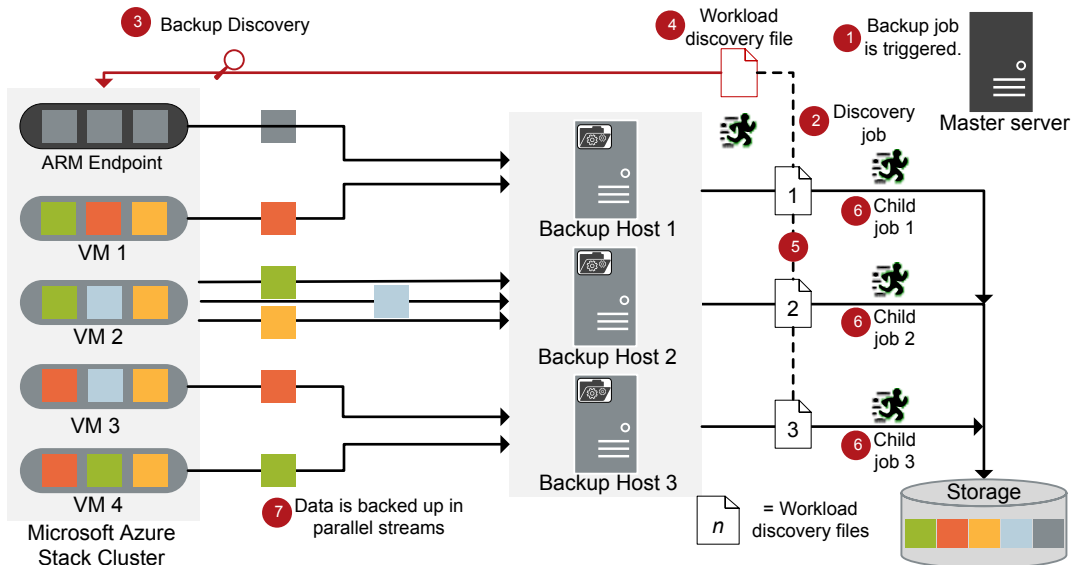 3 Backup Discovery
4 Workload
discovery file
1 Backup job
is triggered.
Master server
2 Discovery
job
ARM Endpoint
VM 1
VM 2
VM 3
VM 4
Microsoft Azure
Stack Cluster
Backup Host 1
Backup Host 2
Backup Host 3
1
5
2
3
6 Child
job 1
6 Child
job 2
6 Child
job 3
7 Data is backed up in
parallel streams
n = Workload
discovery files
Storage